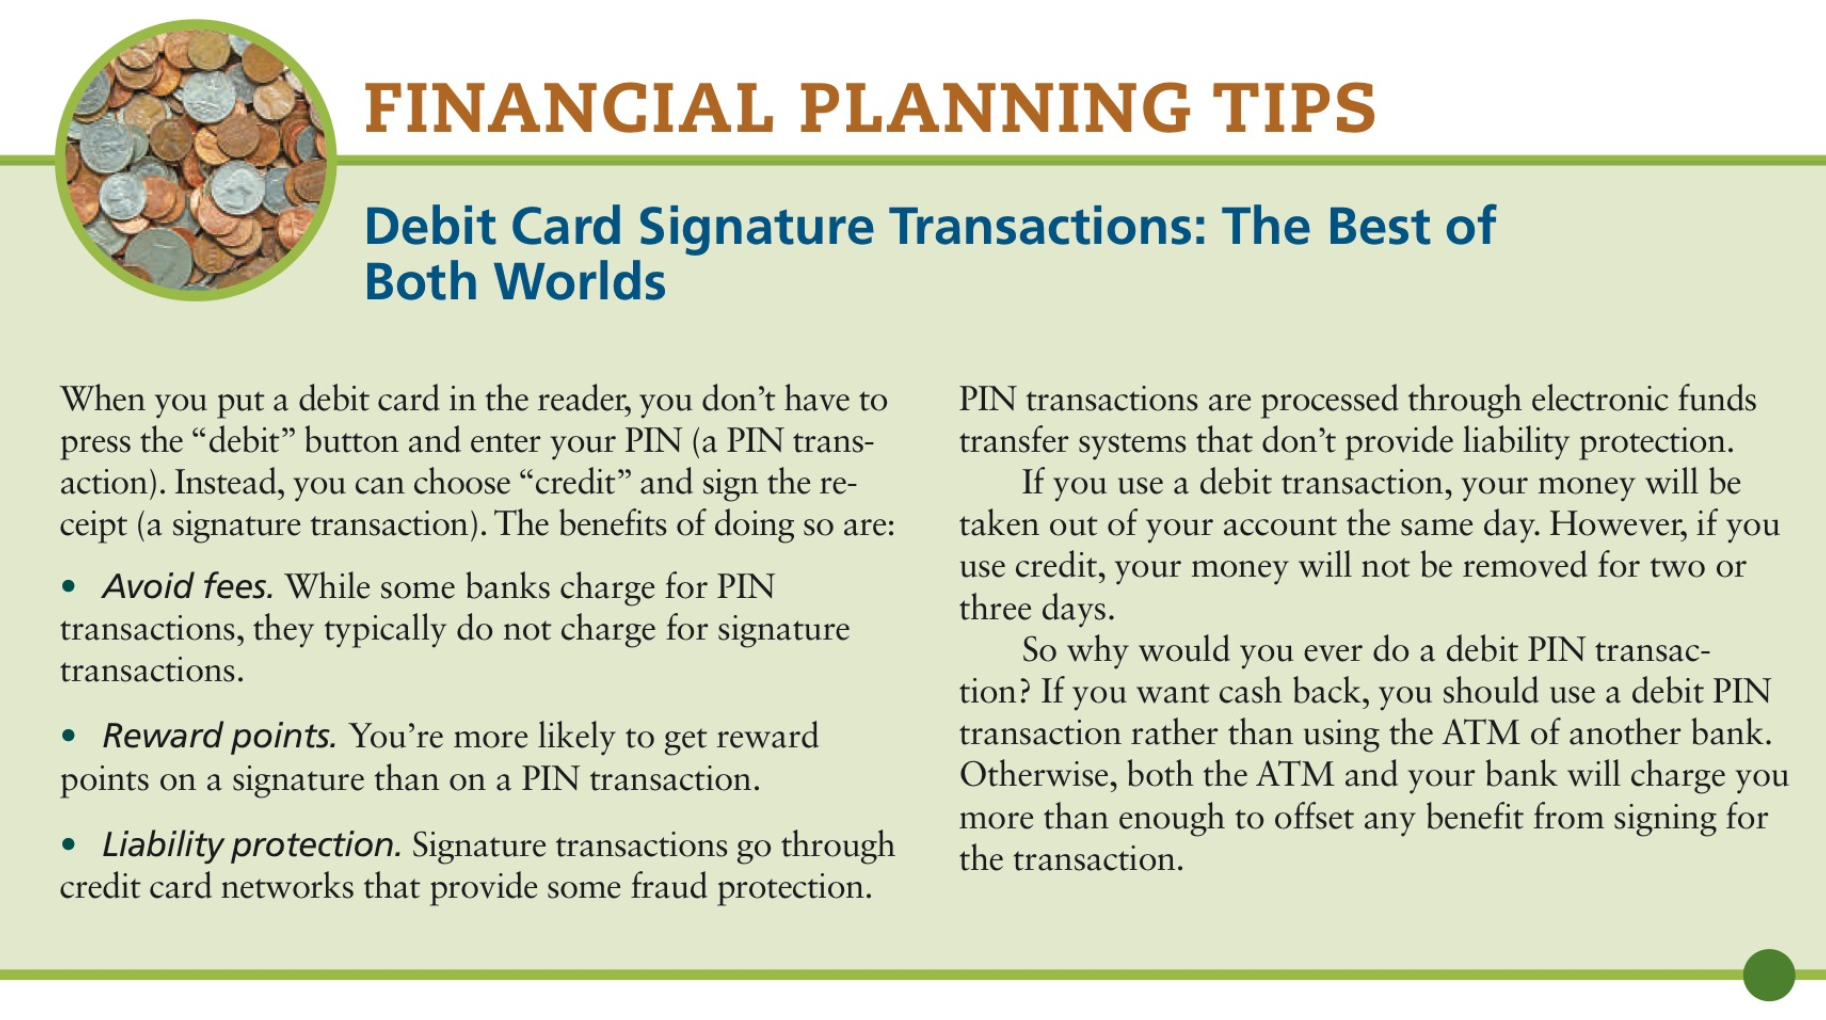 FINANCIAL PLANNING TIPS
Debit Card Signature Transactions: The Best of
Both Worlds
When you put a debit card in the reader, you don’t have to
press the “debit” button and enter your PIN (a PIN trans-
action). Instead, you can choose “credit” and sign the re-
ceipt (a signature transaction). The benefits of doing so are:
• Avoid fees. While some banks charge for PIN
transactions, they typically do not charge for signature
transactions.
• Reward points. You’re more likely to get reward
points on a signature than on a PIN transaction.
• Liability protection. Signature transactions go through
credit card networks that provide some fraud protection.
PIN transactions are processed through electronic funds
transfer systems that don’t provide liability protection.
If you use a debit transaction, your money will be
taken out of your account the same day. However, if you
use credit, your money will not be removed for two or
three days.
So why would you ever do a debit PIN transac-
tion? If you want cash back, you should use a debit PIN
transaction rather than using the ATM of another bank.
Otherwise, both the ATM and your bank will charge you
more than enough to offset any benefit from signing for
the transaction.